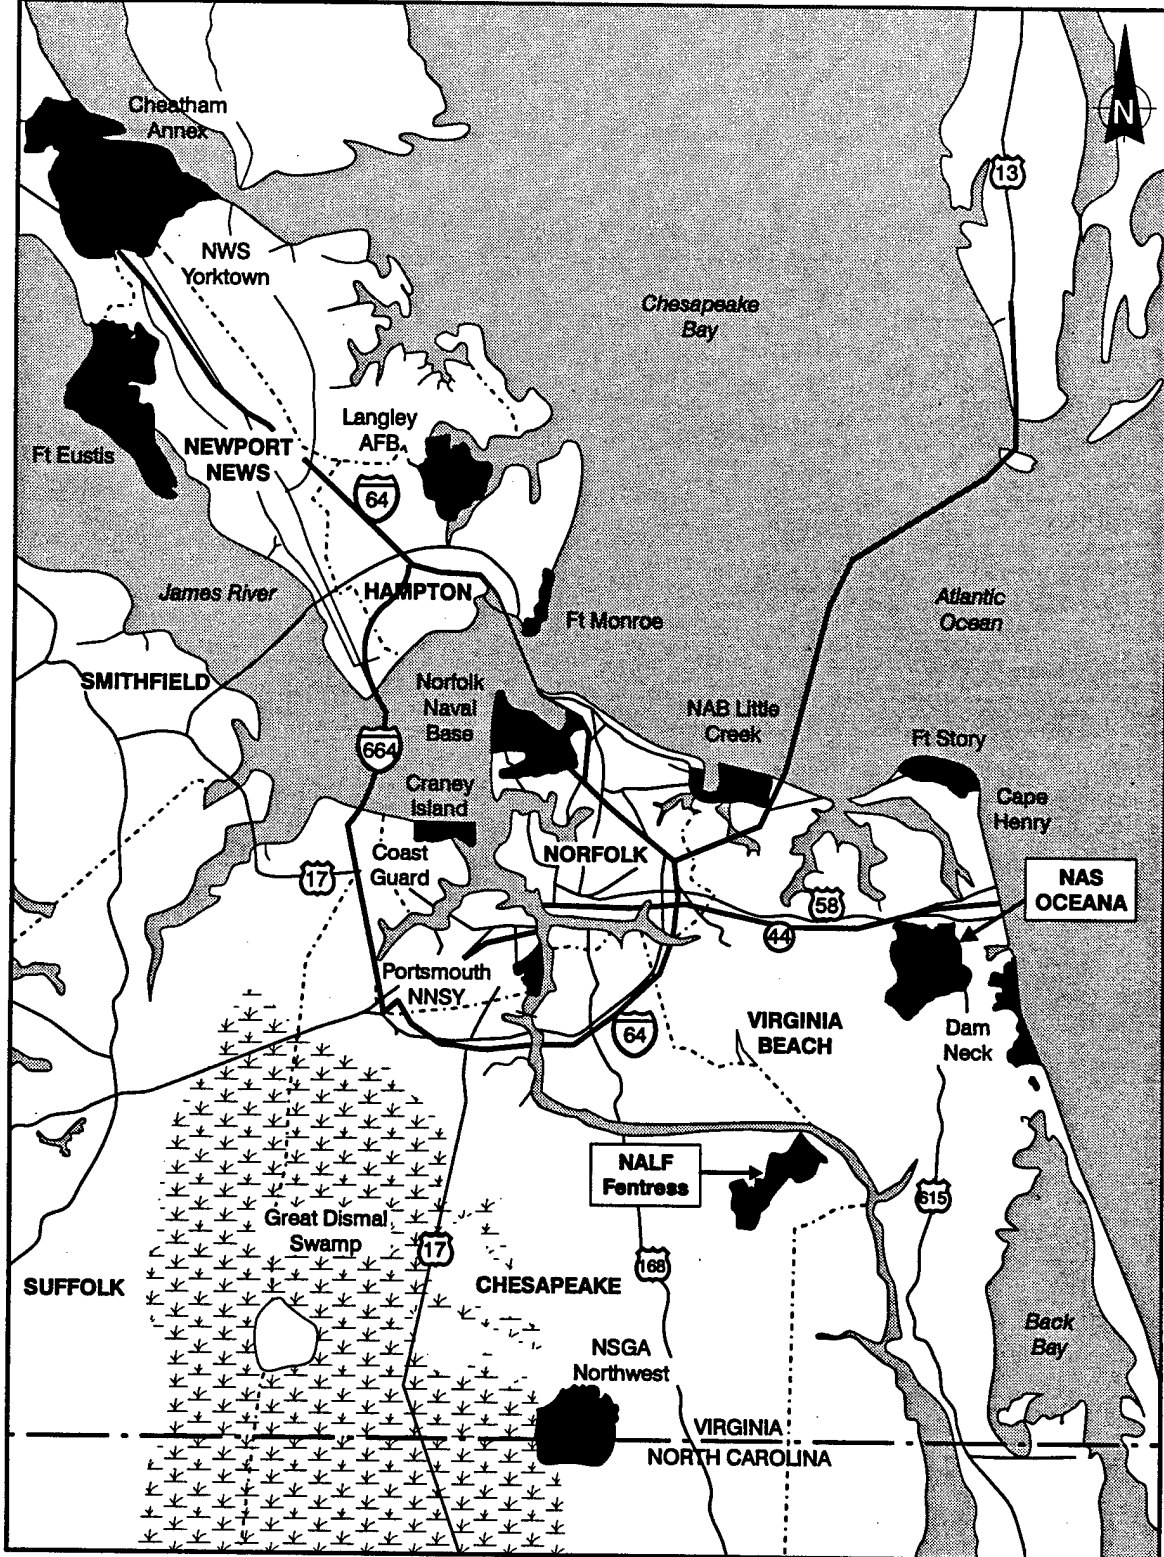 Cheatham
Annex
N
13
NWS
Yorktown
Chesapeake
Bay
Langley
AFB
Ft Eustis
NEWPORT
NEWS
64
James River
HAMPTON
Ft Monroe
Atlantic
Ocean
SMITHFIELD
Norfolk
Naval
Base
NAB Little
Creek
Ft Story
664
Craney
Island
Cape
Henry
Coast
Guard
NORFOLK
17
58
NAS
OCEANA
44
Portsmouth
NNSY
64
VIRGINIA
BEACH
Dam
Neck
NALF
Fentress
615
Great Dismal
Swamp
17
168
SUFFOLK
CHESAPEAKE
Back
Bay
NSGA
Northwest
VIRGINIA
NORTH CAROLINA